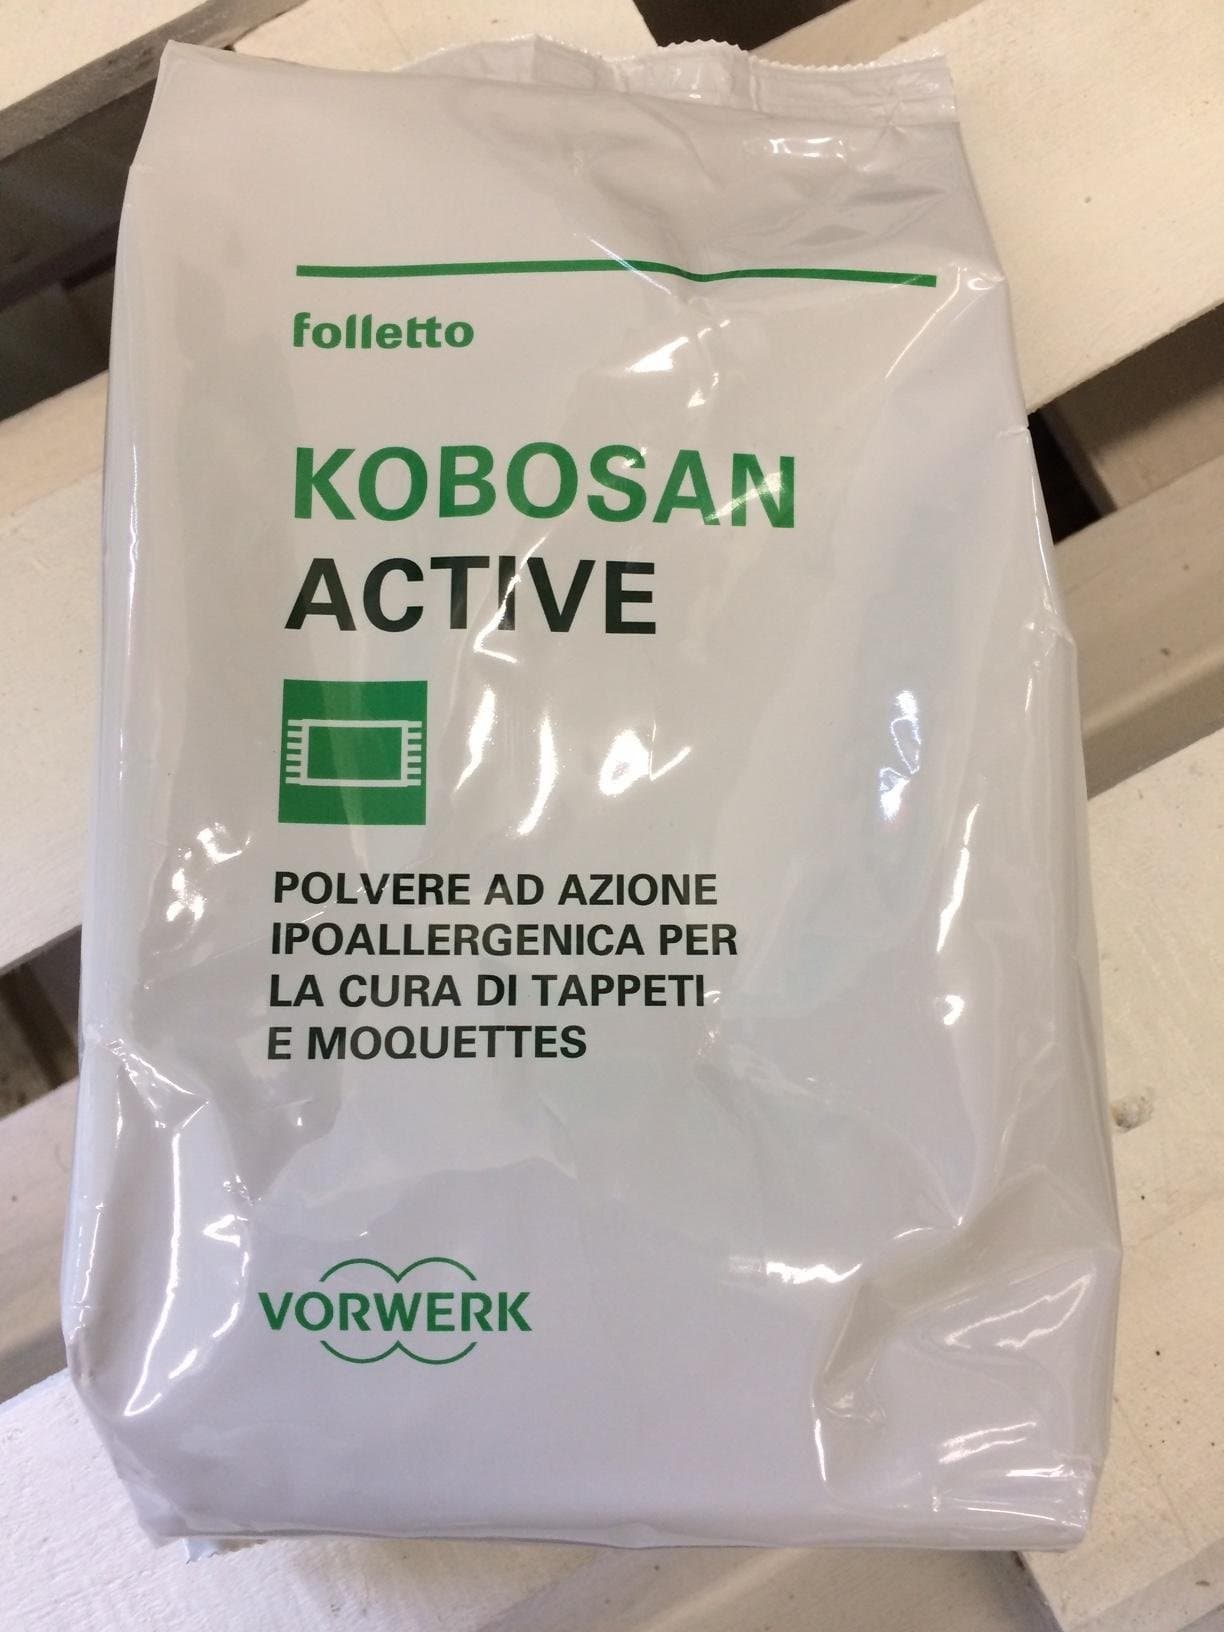 folletto
KOBOSAN
ACTIVE
POLVERE AD AZIONE
IPOALLERGENICA PER
LA CURA DI TAPPETI
E MOQUETTES
VORWERK